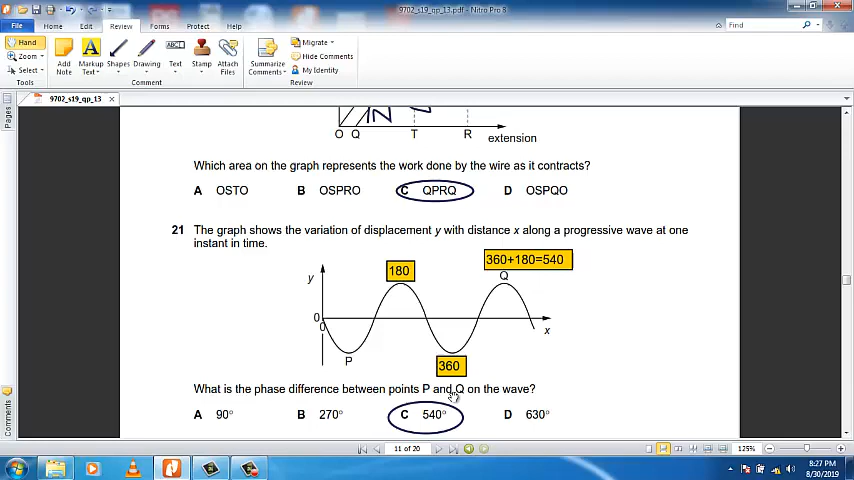 9702_s19_qp_13.pdf - Nitro Pro 8
File
Home
Edit
Review
Forms
Protect
Help
Find
Hand
Zoom
Select
Tools
Add Note
Markup Text
Shapes
Drawing
Text
Stamp
Attach Files
Comment
Summarize Comments
Migrate
Hide Comments
My Identity
Review
9702_s19_qp_13
Pages
Comments
O Q T R extension
Which area on the graph represents the work done by the wire as it contracts?
A OSTO B OSPRO C QPRQ D OSPQO
21 The graph shows the variation of displacement y with distance x along a progressive wave at one
instant in time.
360+180=540
180
Q
y
0
0
x
P
360
What is the phase difference between points P and Q on the wave?
A 90° B 270° C 540° D 630°
11 of 20
125%
8:27 PM
8/30/2019